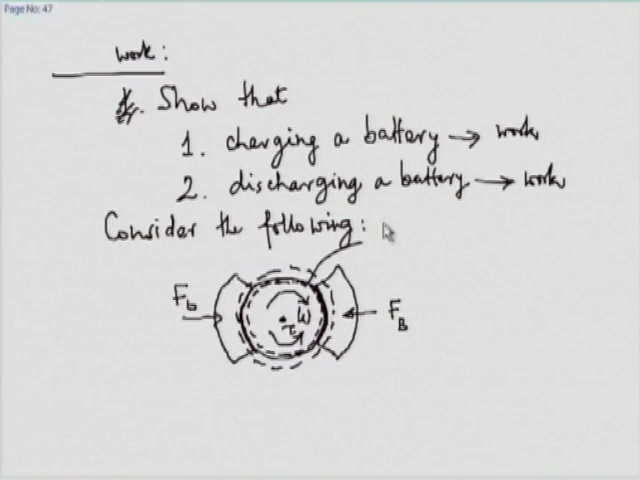 Page No: 47
work:
Show that
1. charging a battery → work
2. discharging a battery → work
Consider the following:
F_b
F_B
ω
τ